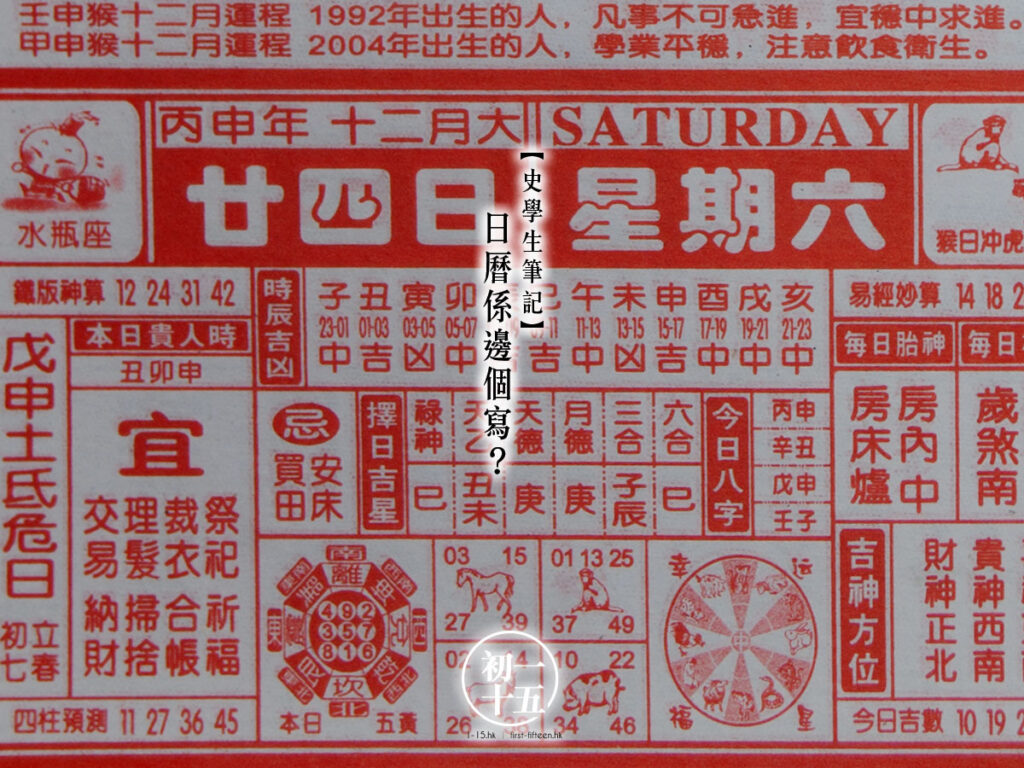 壬申猴十二月運程 1992年出生的人，凡事不可急進，宜穩中求進。
甲申猴十二月運程 2004年出生的人，學業平穩，注意飲食衛生。
丙申年 十二月大 SATURDAY
廿四日 星期六
水瓶座
猴日冲虎
【史學生筆記】
日曆係邊個寫？
鐵版神算 12 24 31 42
本日貴人時
丑卯申
時辰吉凶
子 丑 寅 卯 巳 午 未 申 酉 戌 亥
23-01 01-03 03-05 05-07 11-13 13-15 15-17 17-19 19-21 21-23
中 吉 凶 中 吉 中 凶 吉 中 中 中
易經妙算 14 18
每日胎神
房內中
房床爐
每日
歲煞南
戊申土氐危日
初七立春
宜
祭祀 裁衣 理髮 交易
祈福 合帳 掃捨 納財
忌
安床
買田
擇日吉星
祿神 天乙 天德 月德 三合 六合
巳 丑未 庚 庚 子辰 巳
今日八字
丙申
辛丑
戊申
壬子
南
西南
離
492
357
816
坎
北
本日 五黃
03 15
27 39
01 13 25
37 49
10 22
26 34 46
幸 运
福 星
吉神方位
財神正北
貴神西南
四柱預測 11 27 36 45
今日吉數 10 19
初一十五
1-15.hk first-fifteen.hk